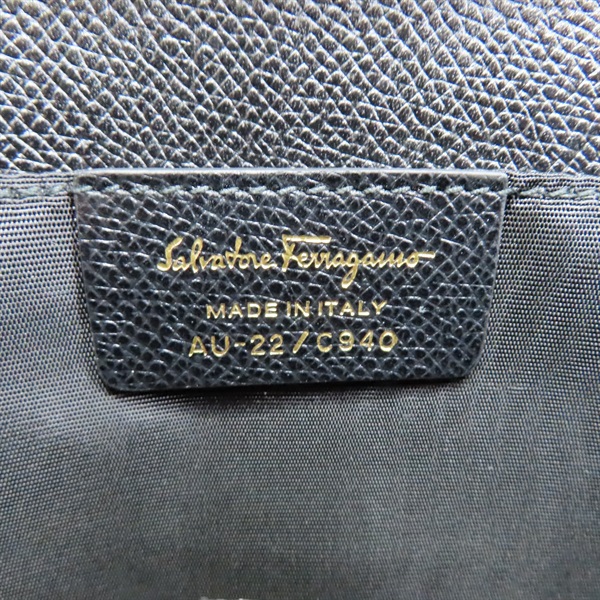 Salvatore Ferragamo
MADE IN ITALY
AU-22/C940